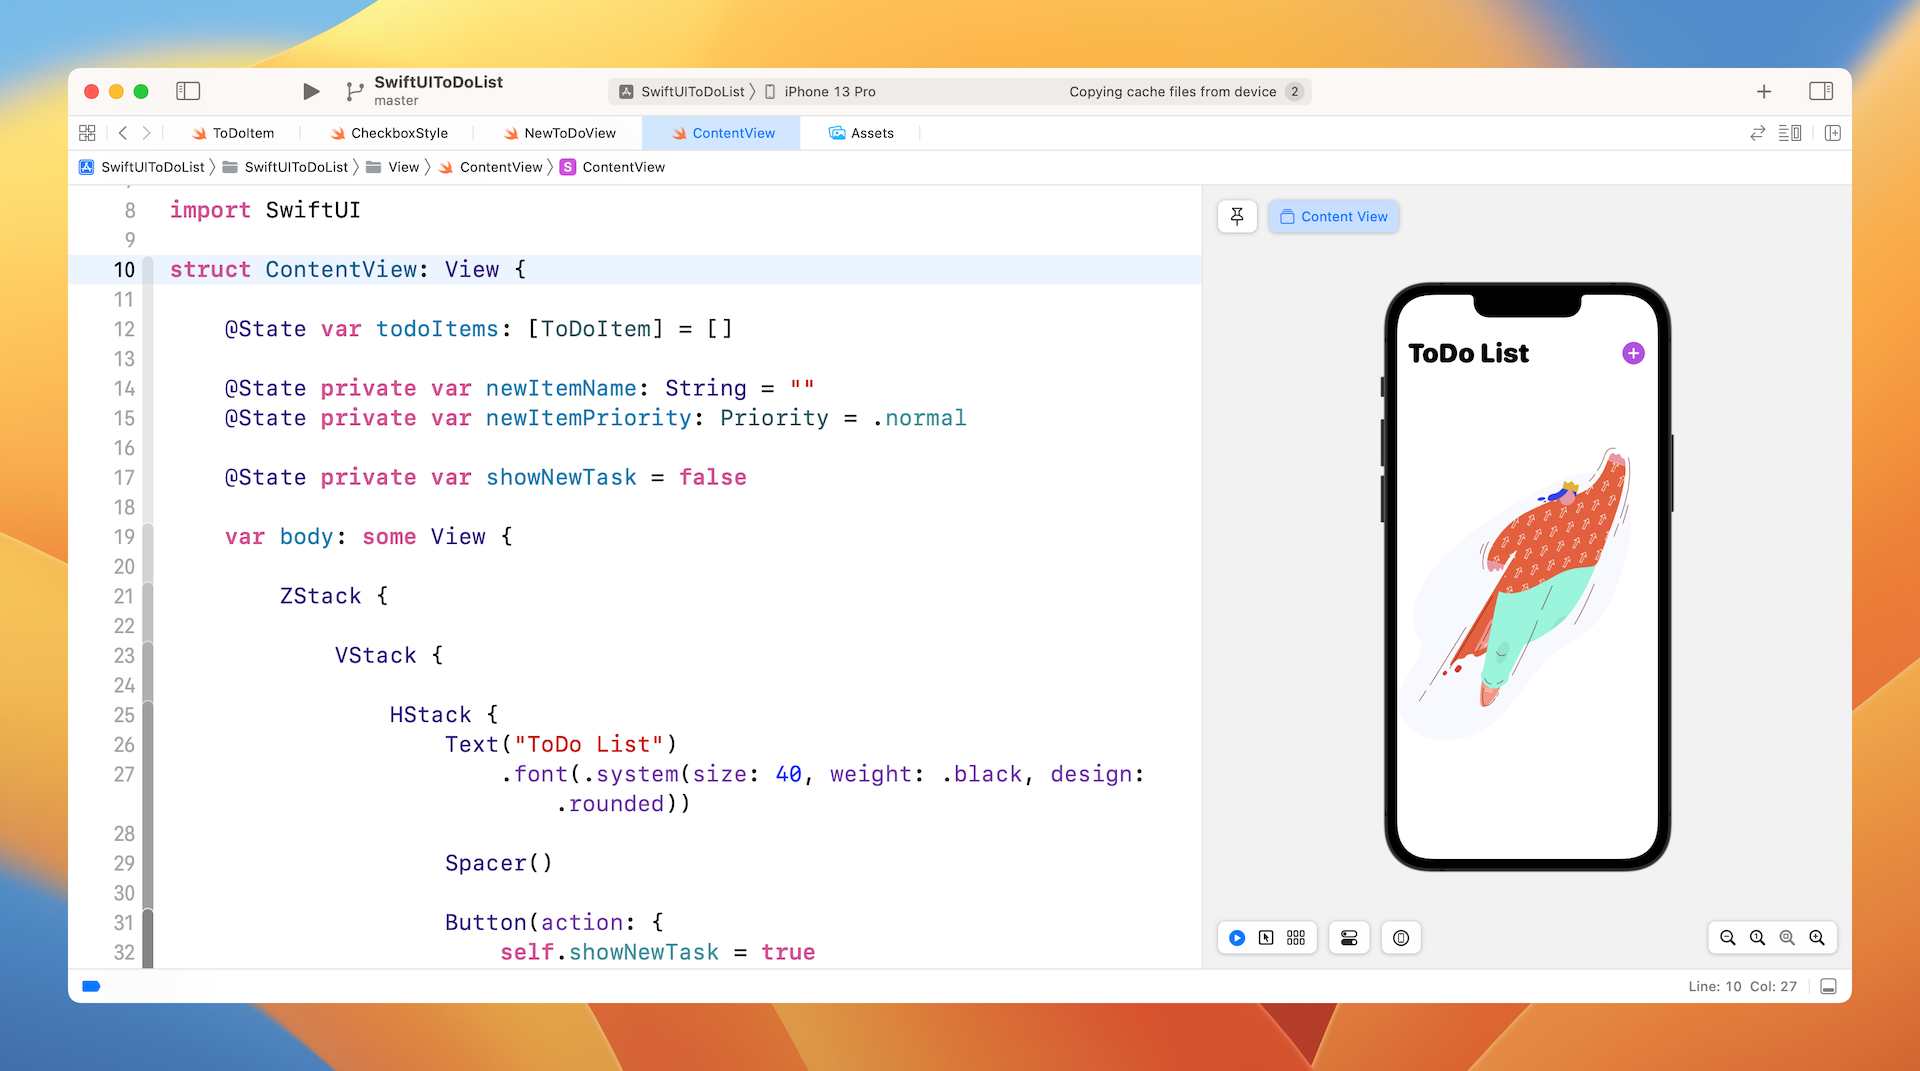 SwiftUIToDoList
master
SwiftUIToDoList
iPhone 13 Pro
Copying cache files from device 2
ToDoItem
CheckboxStyle
NewToDoView
ContentView
Assets
SwiftUIToDoList
SwiftUIToDoList
View
ContentView
S ContentView
8 import SwiftUI
9
10 struct ContentView: View {
11
12 @State var todoItems: [ToDoItem] = []
13
14 @State private var newItemName: String = ""
15 @State private var newItemPriority: Priority = .normal
16
17 @State private var showNewTask = false
18
19 var body: some View {
20
21 ZStack {
22
23 VStack {
24
25 HStack {
26 Text("ToDo List")
27 .font(.system(size: 40, weight: .black, design:
.rounded))
28
29 Spacer()
30
31 Button(action: {
32 self.showNewTask = true
Content View
ToDo List
Line: 10 Col: 27